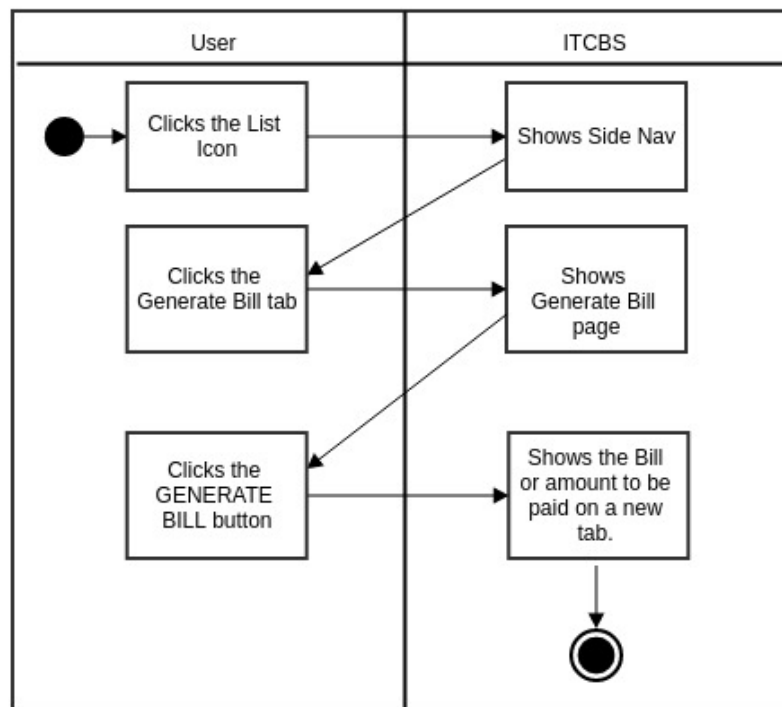 User
ITCBS
Clicks the List
Icon
Shows Side Nav
Clicks the
Generate Bill tab
Shows
Generate Bill
page
Clicks the
GENERATE
BILL button
Shows the Bill
or amount to be
paid on a new
tab.